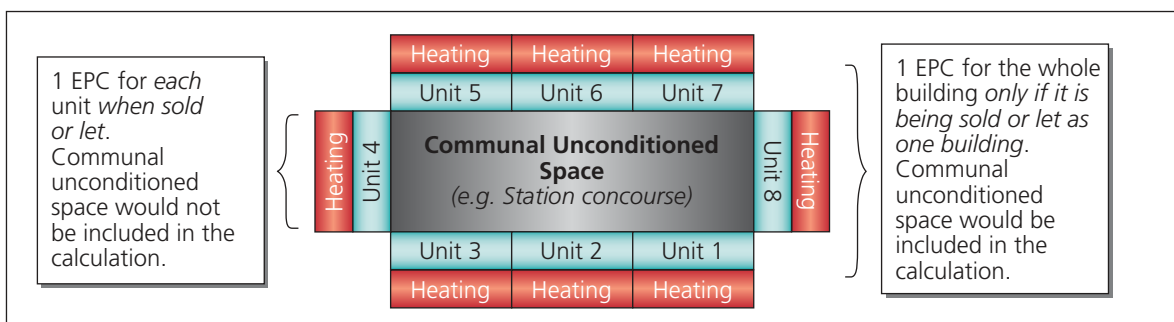 1 EPC for each
unit when sold
or let.
Communal
unconditioned
space would not
be included in the
calculation.
Heating Heating Heating
Unit 5 Unit 6 Unit 7
Heating
Unit 4
Communal Unconditioned
Space
(e.g. Station concourse)
Unit 8
Heating
Unit 3 Unit 2 Unit 1
Heating Heating Heating
1 EPC for the whole
building only if it is
being sold or let as
one building.
Communal
unconditioned
space would be
included in the
calculation.